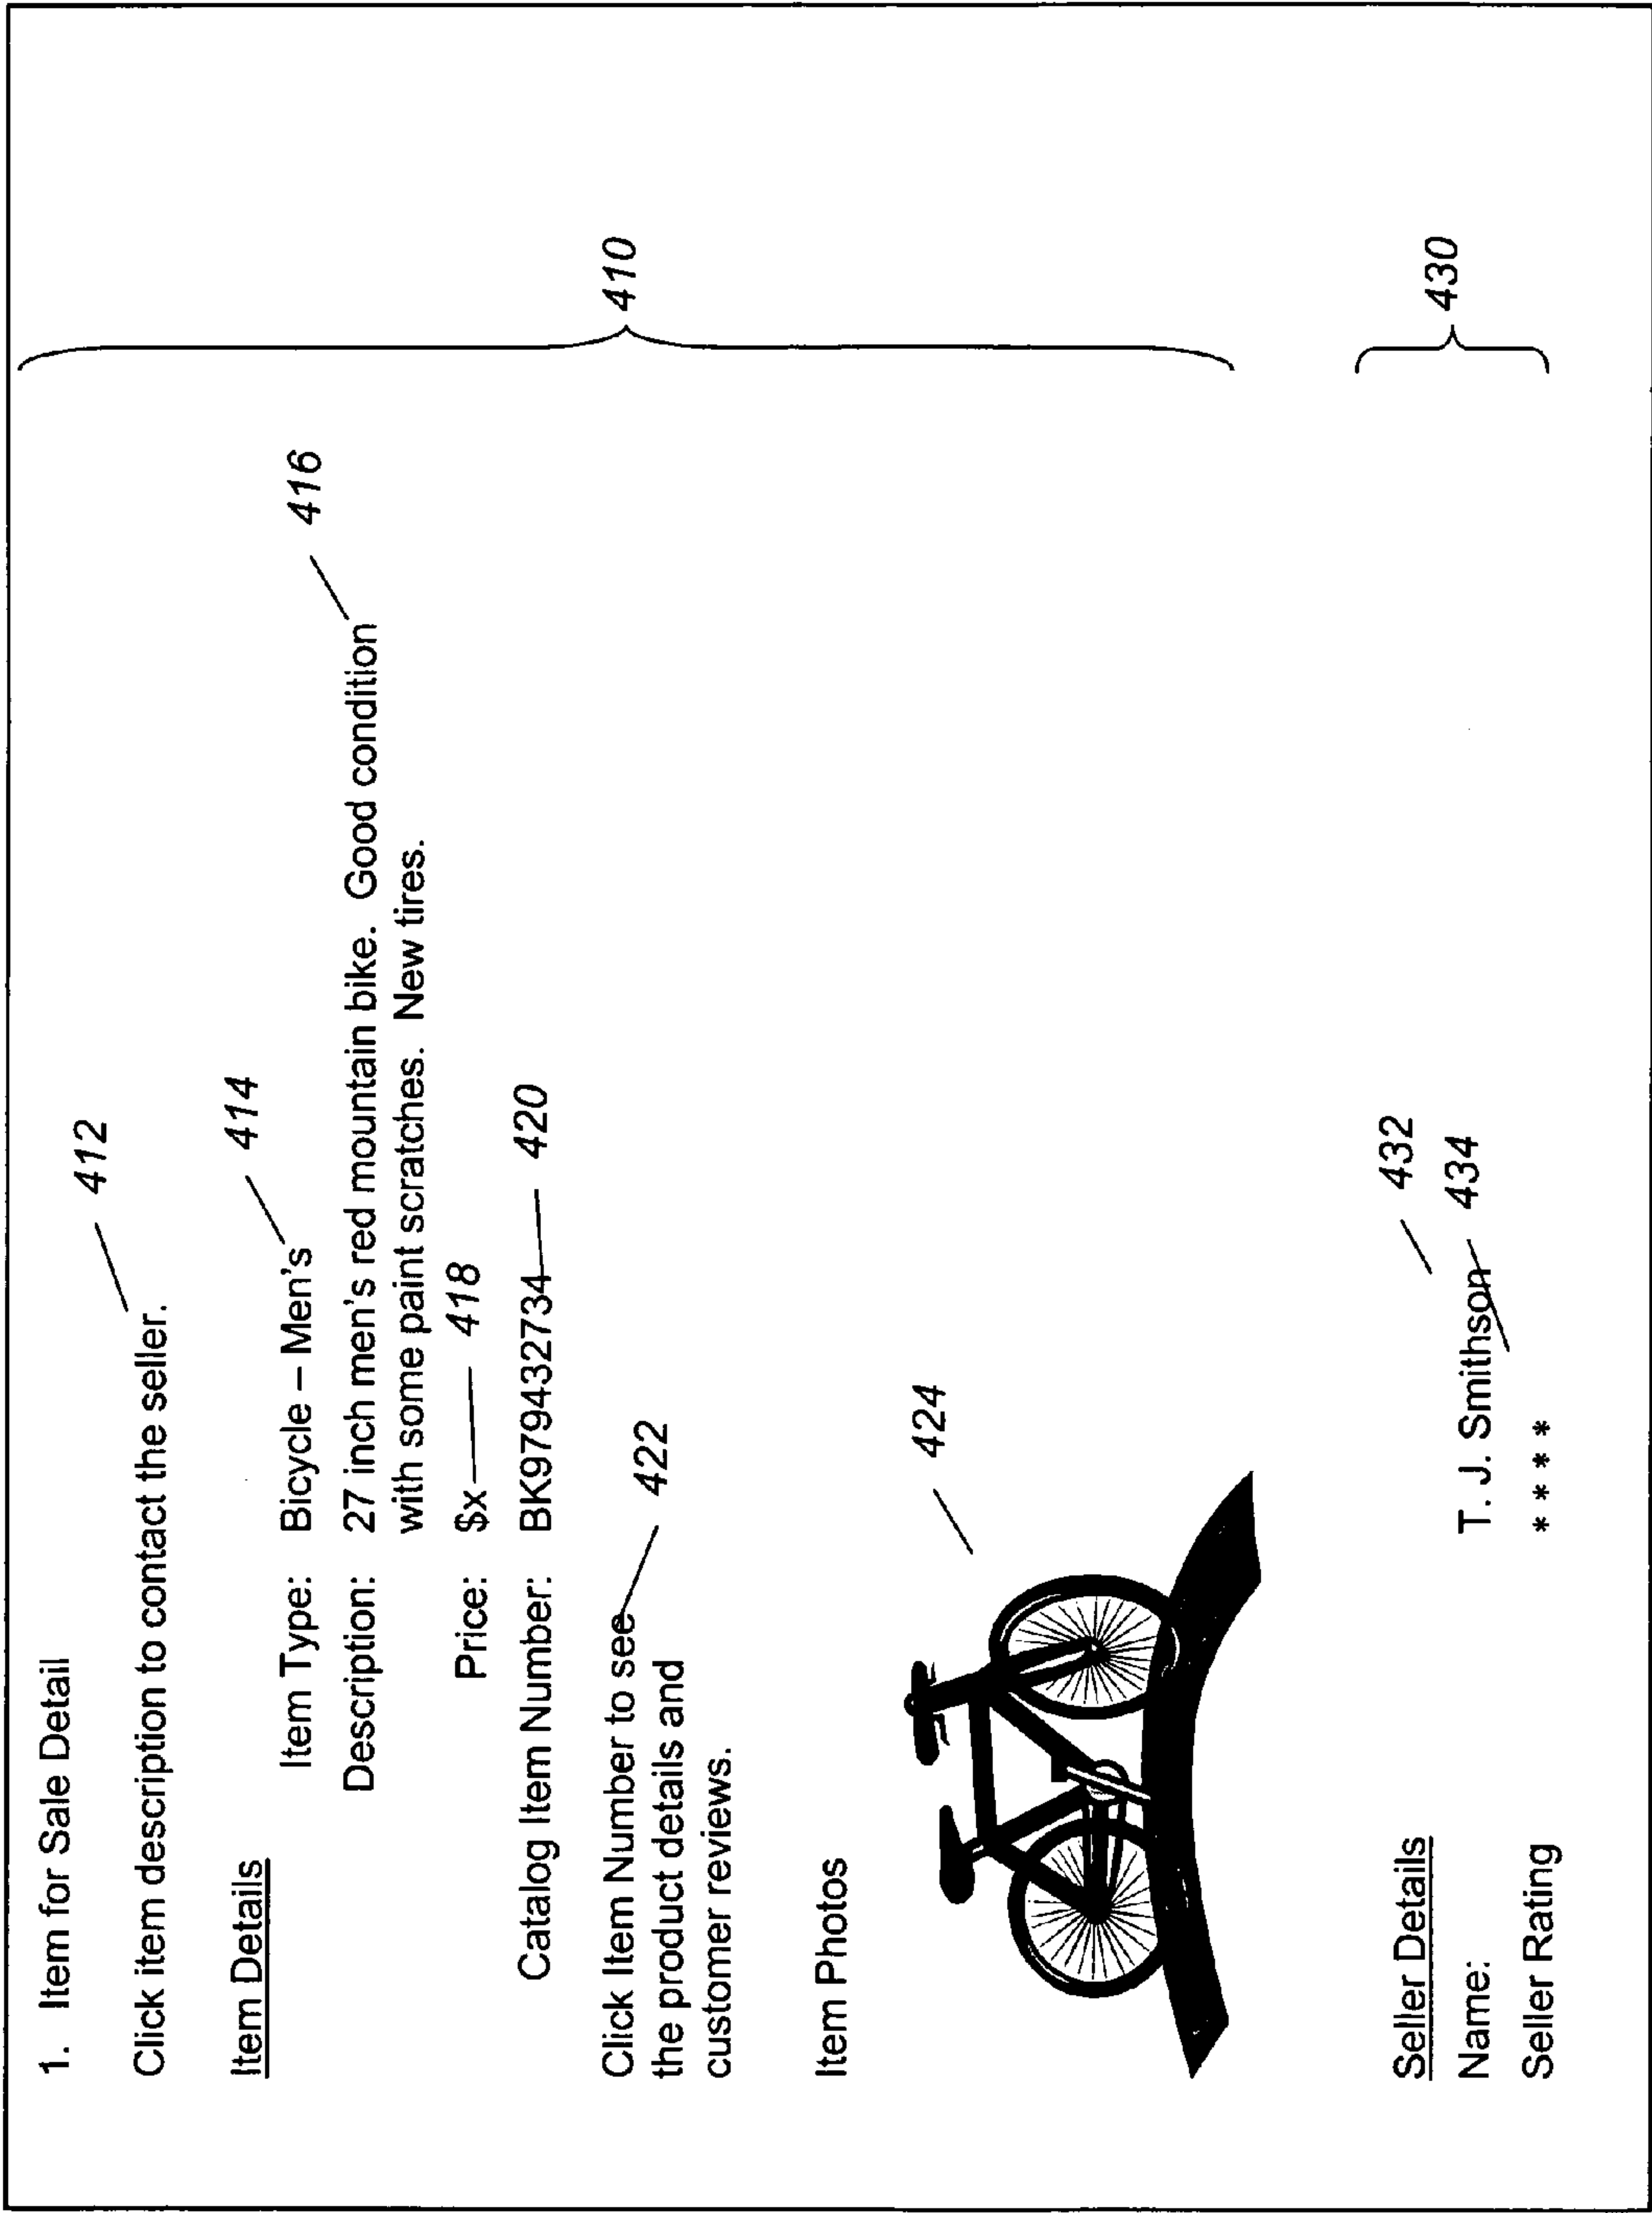 1. Item for Sale Detail
412
Click item description to contact the seller.
Item Details
414
Item Type: Bicycle – Men's
416
Description: 27 inch men's red mountain bike. Good condition
with some paint scratches. New tires.
Price: $x 418
Catalog Item Number: BK979432734 420
410
Click Item Number to see
422
the product details and
customer reviews.
Item Photos
424
Seller Details
432
Name: T. J. Smithson 434
430
Seller Rating ****